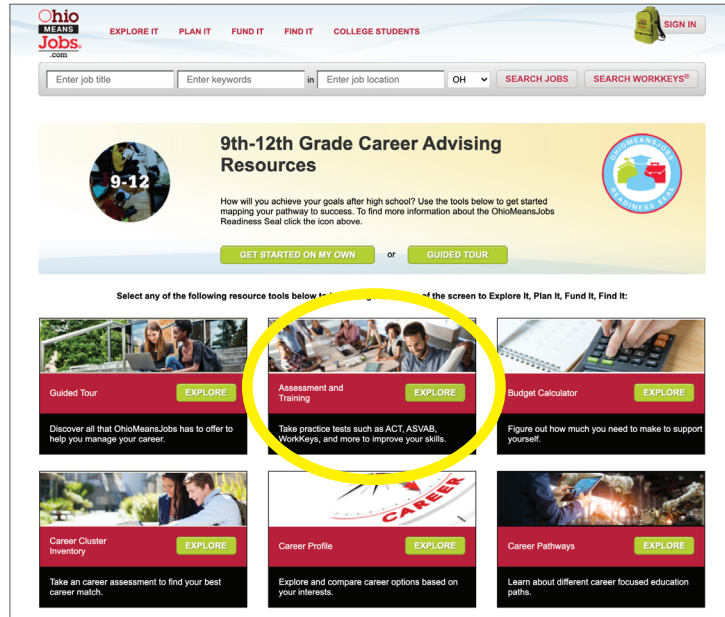 Ohio
MEANS
Jobs®
.com
EXPLORE IT PLAN IT FUND IT FIND IT COLLEGE STUDENTS
SIGN IN
Enter job title Enter keywords in Enter job location OH SEARCH JOBS SEARCH WORKKEYS®
9-12
9th-12th Grade Career Advising
Resources
How will you achieve your goals after high school? Use the tools below to get started
mapping your pathway to success. To find more information about the OhioMeansJobs
Readiness Seal click the icon above.
GET STARTED ON MY OWN or GUIDED TOUR
OHIOMEANSJOBS
READINESS SEAL
Select any of the following resource tools below to of the screen to Explore It, Plan It, Fund It, Find It:
Guided Tour EXPLORE
Discover all that OhioMeansJobs has to offer to
help you manage your career.
Assessment and
Training EXPLORE
Take practice tests such as ACT, ASVAB,
WorkKeys, and more to improve your skills.
Budget Calculator EXPLORE
Figure out how much you need to make to support
yourself.
Career Cluster
Inventory EXPLORE
Take an career assessment to find your best
career match.
CAREER
Career Profile EXPLORE
Explore and compare career options based on
your interests.
Career Pathways EXPLORE
Learn about different career focused education
paths.